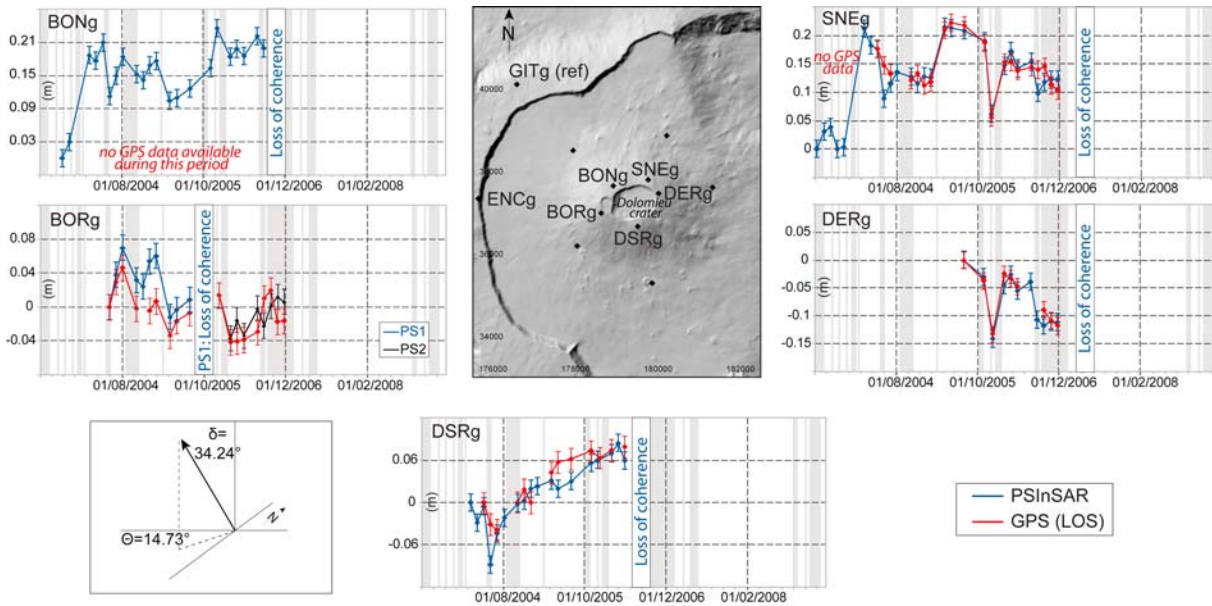 BONg
0.21
0.15
0.09
0.03
(m)
no GPS data available
during this period
Loss of coherence
01/08/2004
01/10/2005
01/12/2006
01/02/2008
BORg
0.08
0.04
0
-0.04
(m)
PS1: Loss of coherence
PS1
PS2
01/08/2004
01/10/2005
01/12/2006
01/02/2008
N
GITg (ref)
BONg
SNEg
ENCg
BORg
Dolomieu
crater
DERg
DSRg
40000
38000
36000
34000
176000
178000
180000
182000
SNEg
0.2
0.15
0.1
0.05
0
(m)
no GPS
data
Loss of coherence
01/08/2004
01/10/2005
01/12/2006
01/02/2008
DERg
0.05
0
-0.05
-0.1
-0.15
(m)
Loss of coherence
01/08/2004
01/10/2005
01/12/2006
01/02/2008
δ=
34.24°
Θ=14.73°
N
DSRg
0.06
0
-0.06
(m)
Loss of coherence
01/08/2004
01/10/2005
01/12/2006
01/02/2008
PSInSAR
GPS (LOS)